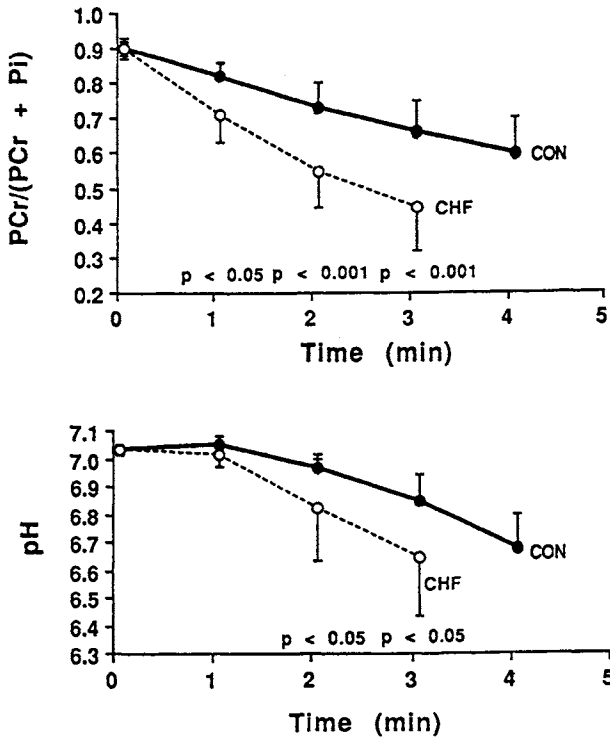 PCr/(PCr + Pi)
1.0
0.9
0.8
0.7
0.6
0.5
0.4
0.3
0.2
CON
CHF
p < 0.05 p < 0.001 p < 0.001
0 1 2 3 4 5
Time (min)
pH
7.1
7.0
6.9
6.8
6.7
6.6
6.5
6.4
6.3
CON
CHF
p < 0.05 p < 0.05
0 1 2 3 4 5
Time (min)